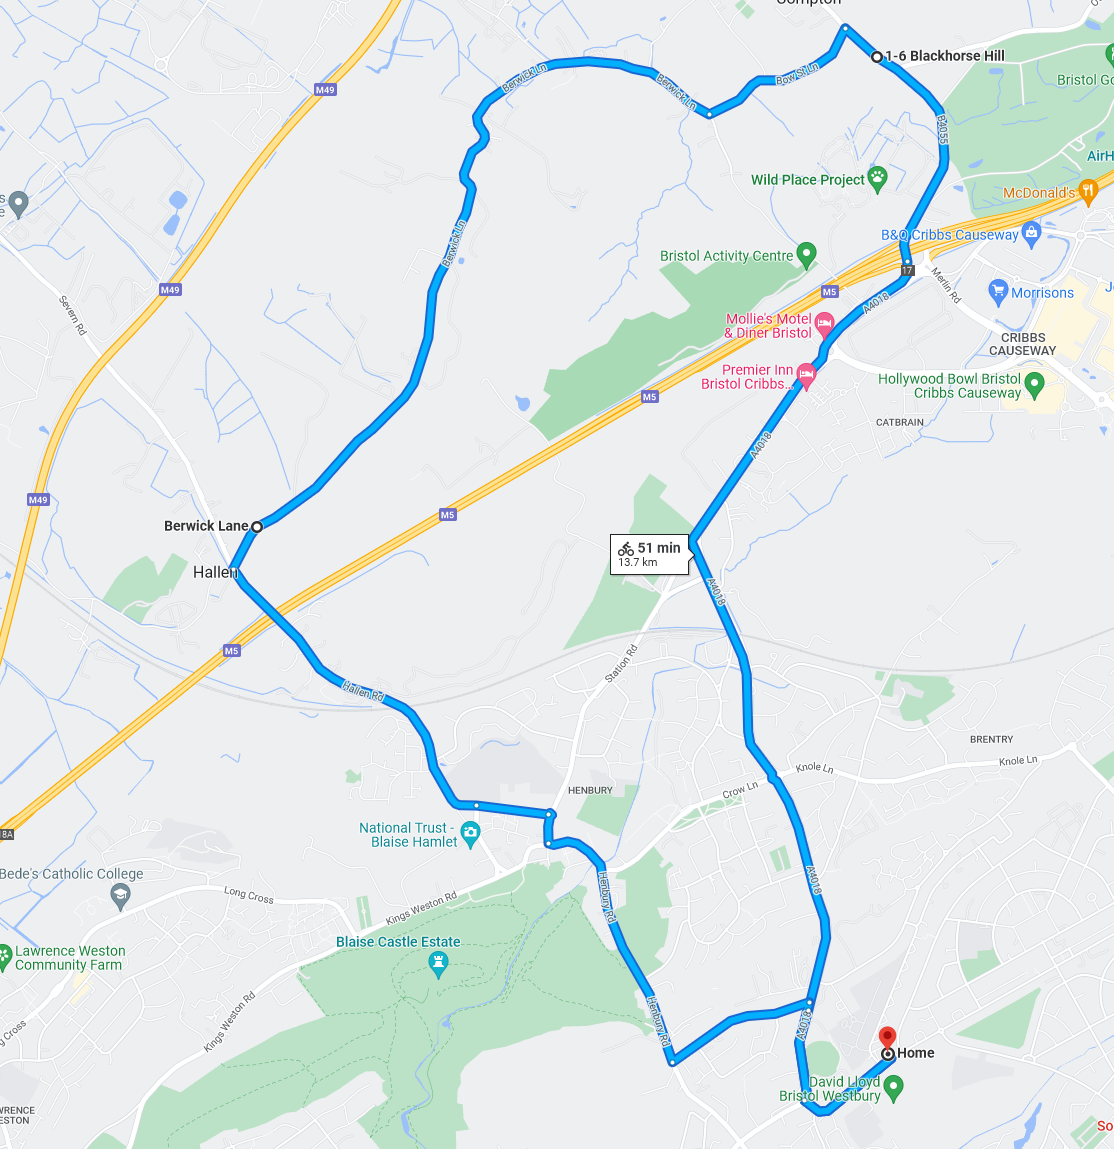 Compton
1-6 Blackhorse Hill
Berwick Ln
Berwick Ln
Bow St Ln
M49
Bristol Go
B4055
AirH
Wild Place Project
McDonald's
B&Q Cribbs Causeway
Berwick Ln
Bristol Activity Centre
17
Merlin Rd
M49
M5
A4018
Morrisons
Severn Rd
Mollie's Motel
& Diner Bristol
CRIBBS
CAUSEWAY
Premier Inn
Bristol Cribbs...
Hollywood Bowl Bristol
Cribbs Causeway
M5
CATBRAIN
A4018
M49
M5
Berwick Lane
51 min
13.7 km
Hallen
A4018
M5
Station Rd
Hallen Rd
BRENTRY
Knole Ln
Knole Ln
HENBURY
Crow Ln
18A
National Trust -
Blaise Hamlet
Bede's Catholic College
Long Cross
Kings Weston Rd
Henbury Rd
A4018
Blaise Castle Estate
Lawrence Weston
Community Farm
Kings Weston Rd
Henbury Rd
A4018
ng Cross
Home
David Lloyd
Bristol Westbury
WRENCE
ESTON
So